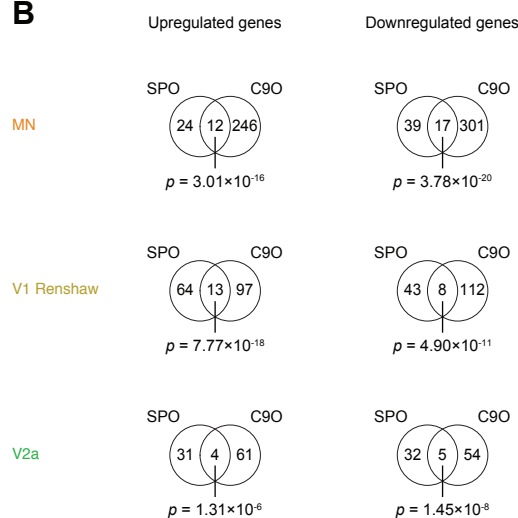 B
Upregulated genes Downregulated genes
SPO C9O SPO C9O
MN 24 12 246 39 17 301
p = 3.01×10⁻¹⁶ p = 3.78×10⁻²⁰
SPO C9O SPO C9O
V1 Renshaw 64 13 97 43 8 112
p = 7.77×10⁻¹⁸ p = 4.90×10⁻¹¹
SPO C9O SPO C9O
V2a 31 4 61 32 5 54
p = 1.31×10⁻⁶ p = 1.45×10⁻⁸